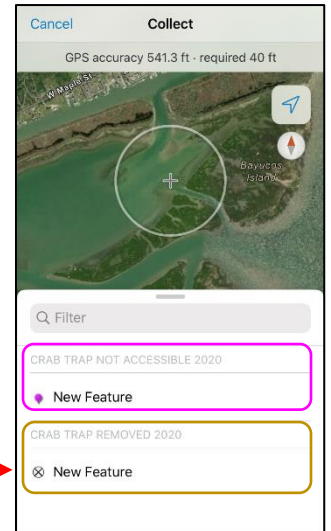 Cancel Collect
GPS accuracy 541.3 ft · required 40 ft
W Maple St
Bayucos
Island
Filter
CRAB TRAP NOT ACCESSIBLE 2020
New Feature
CRAB TRAP REMOVED 2020
New Feature